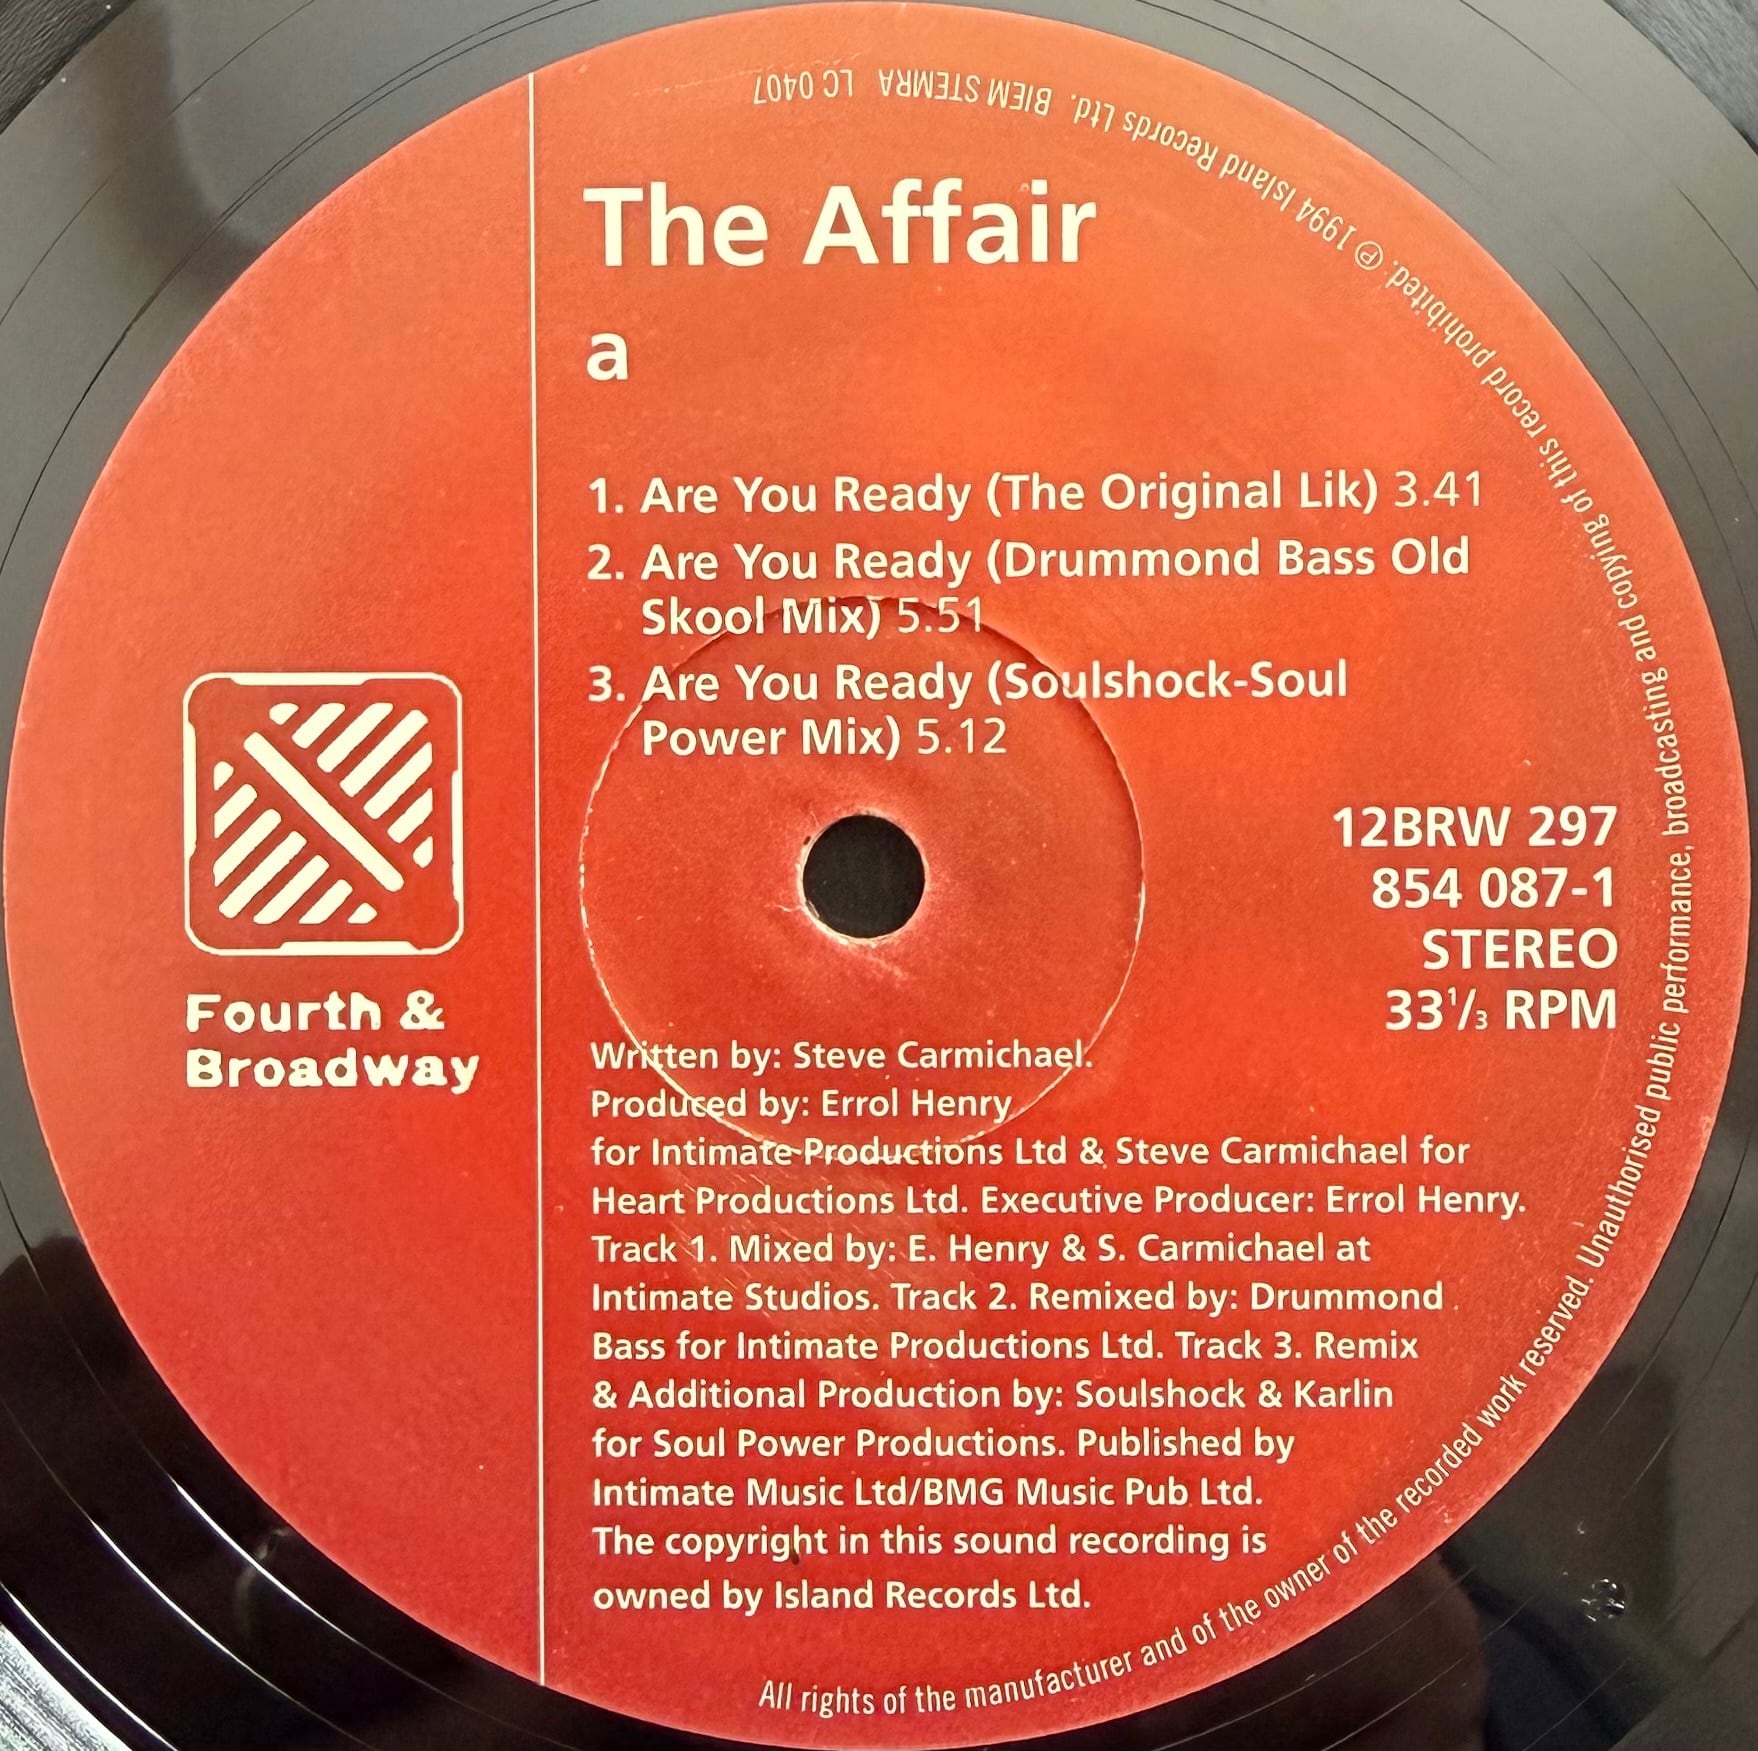 The Affair
a
1. Are You Ready (The Original Lik) 3.41
2. Are You Ready (Drummond Bass Old
Skool Mix) 5.51
3. Are You Ready (Soulshock-Soul
Power Mix) 5.12
12BRW 297
854 087-1
STEREO
33¹/₃ RPM
Fourth &
Broadway
Written by: Steve Carmichael.
Produced by: Errol Henry
for Intimate Productions Ltd & Steve Carmichael for
Heart Productions Ltd. Executive Producer: Errol Henry.
Track 1. Mixed by: E. Henry & S. Carmichael at
Intimate Studios. Track 2. Remixed by: Drummond
Bass for Intimate Productions Ltd. Track 3. Remix
& Additional Production by: Soulshock & Karlin
for Soul Power Productions. Published by
Intimate Music Ltd/BMG Music Pub Ltd.
The copyright in this sound recording is
owned by Island Records Ltd.
All rights of the manufacturer and of the owner of the recorded work reserved. Unauthorised public performance, broadcasting and copying of this record prohibited. ℗ 1994 Island Records Ltd. BIEM STEMRA LC 0407